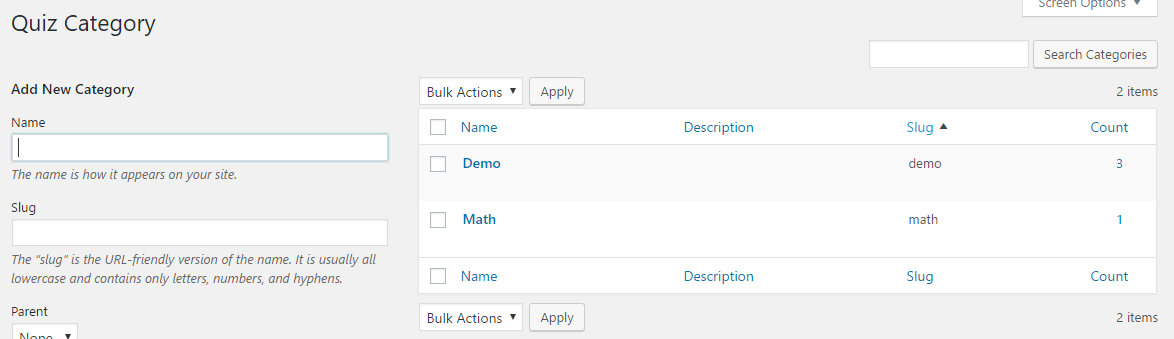 Screen Options
Quiz Category
Search Categories
Add New Category
Name
The name is how it appears on your site.
Slug
The "slug" is the URL-friendly version of the name. It is usually all
lowercase and contains only letters, numbers, and hyphens.
Parent
None
Bulk Actions Apply 2 items
Name Description Slug Count
Demo demo 3
Math math 1
Name Description Slug Count
Bulk Actions Apply 2 items